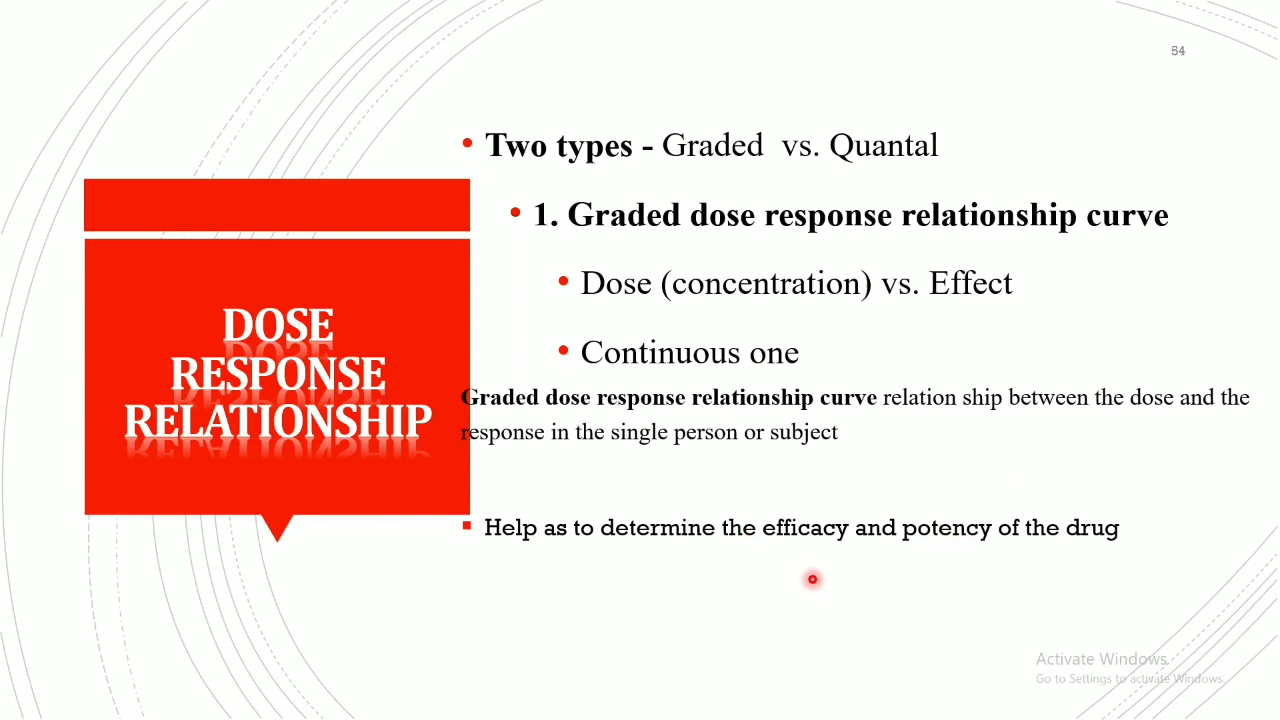 54
Two types - Graded vs. Quantal
1. Graded dose response relationship curve
Dose (concentration) vs. Effect
Continuous one
Graded dose response relationship curve relation ship between the dose and the
response in the single person or subject
Help as to determine the efficacy and potency of the drug
DOSE
RESPONSE
RELATIONSHIP
Activate Windows
Go to Settings to activate Windows.